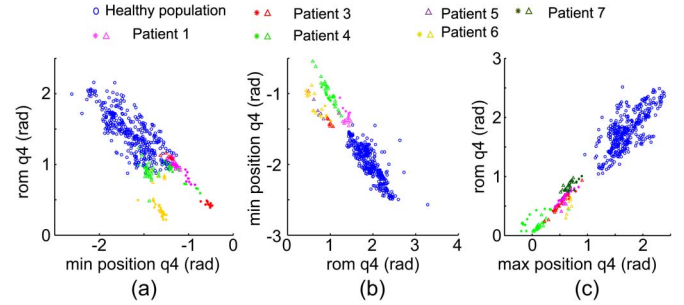 Healthy population Patient 3 Patient 5 Patient 7
Patient 1 Patient 4 Patient 6
rom q4 (rad)
2
1
0
-2 -1 0
min position q4 (rad)
(a)
min position q4 (rad)
-1
-2
-3
0 1 2 3 4
rom q4 (rad)
(b)
rom q4 (rad)
3
2
1
0
0 1 2
max position q4 (rad)
(c)